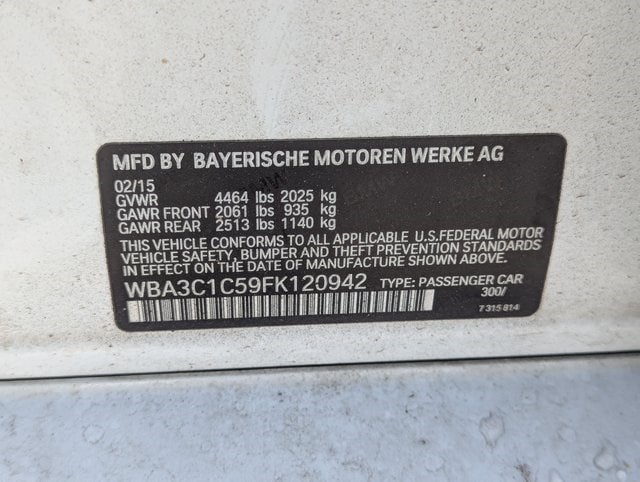 MFD BY BAYERISCHE MOTOREN WERKE AG
02/15
GVWR 4464 lbs 2025 kg
GAWR FRONT 2061 lbs 935 kg
GAWR REAR 2513 lbs 1140 kg
THIS VEHICLE CONFORMS TO ALL APPLICABLE U.S.FEDERAL MOTOR
VEHICLE SAFETY, BUMPER AND THEFT PREVENTION STANDARDS
IN EFFECT ON THE DATE OF MANUFACTURE SHOWN ABOVE.
WBA3C1C59FK120942 TYPE: PASSENGER CAR
300/
7 315 814